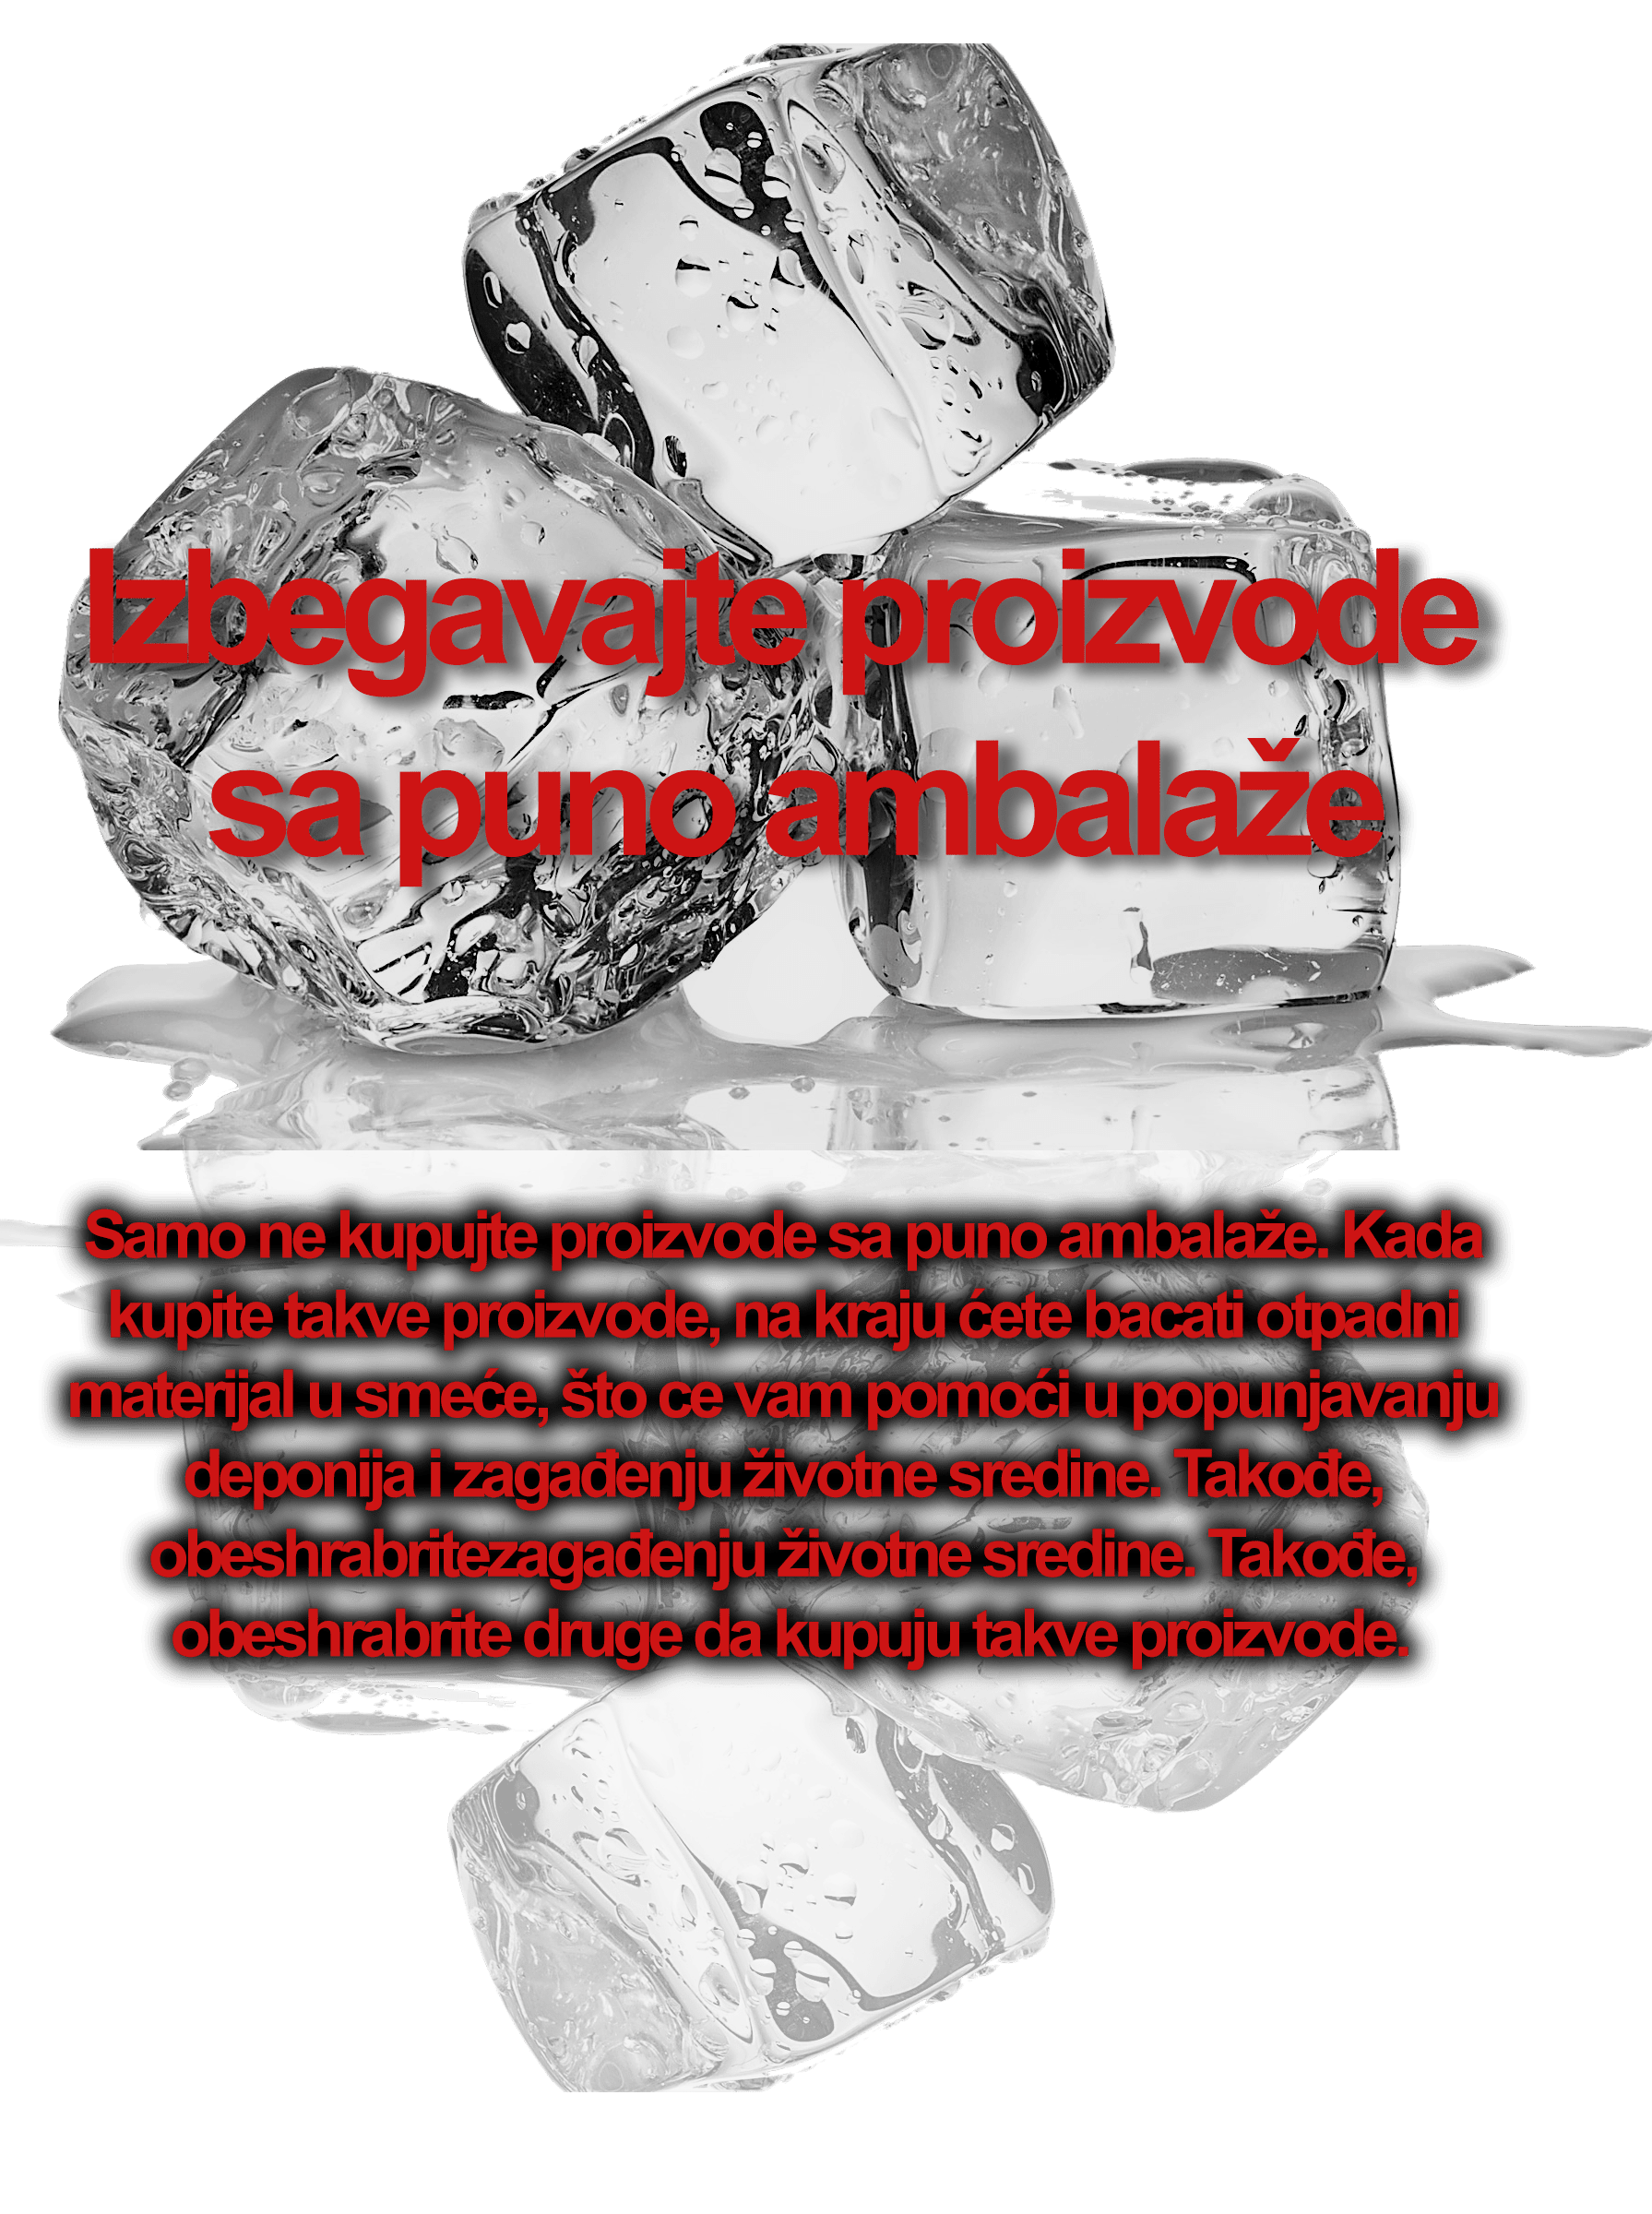 Izbegavajte proizvode
sa puno ambalaže
Samo ne kupujte proizvode sa puno ambalaže. Kada
kupite takve proizvode, na kraju ćete bacati otpadni
materijal u smeće, što ce vam pomoći u popunjavanju
deponija i zagađenju životne sredine. Takođe,
obeshrabritezagađenju životne sredine. Takođe,
obeshrabrite druge da kupuju takve proizvode.